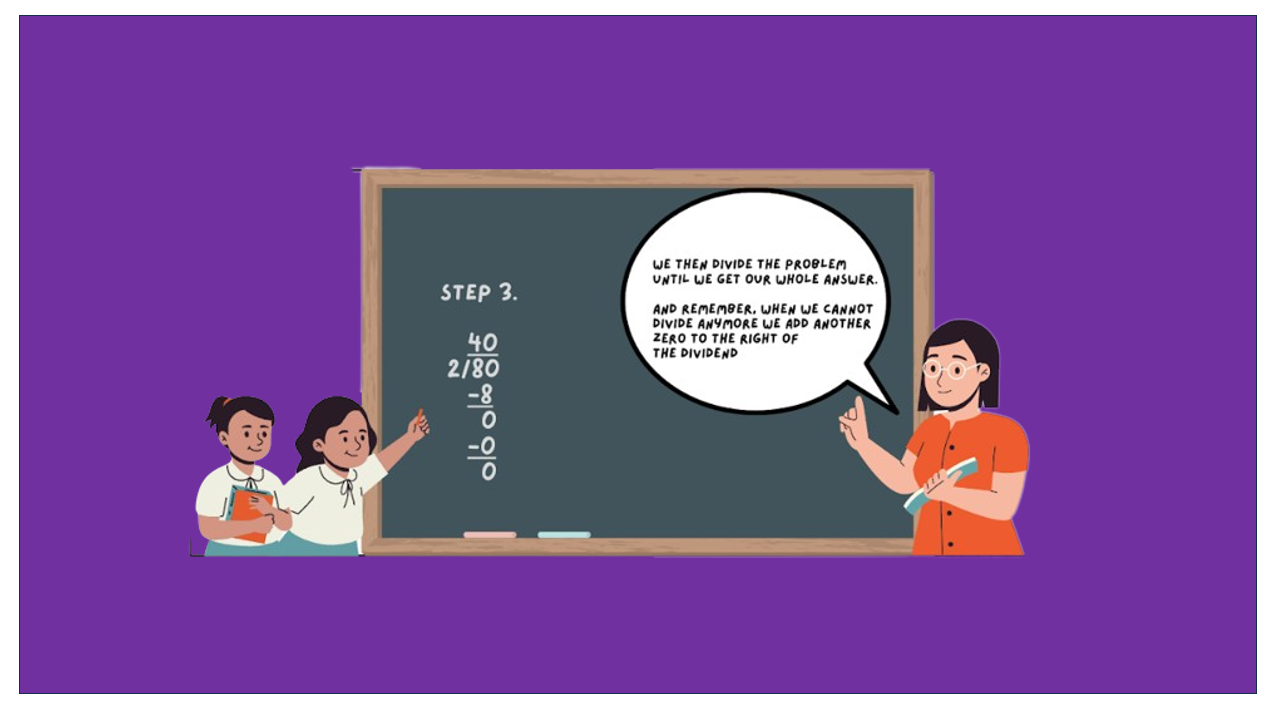 STEP 3.
40
2/80
-8
0
-0
0
WE THEN DIVIDE THE PROBLEM
UNTIL WE GET OUR WHOLE ANSWER.
AND REMEMBER, WHEN WE CANNOT
DIVIDE ANYMORE WE ADD ANOTHER
ZERO TO THE RIGHT OF
THE DIVIDEND